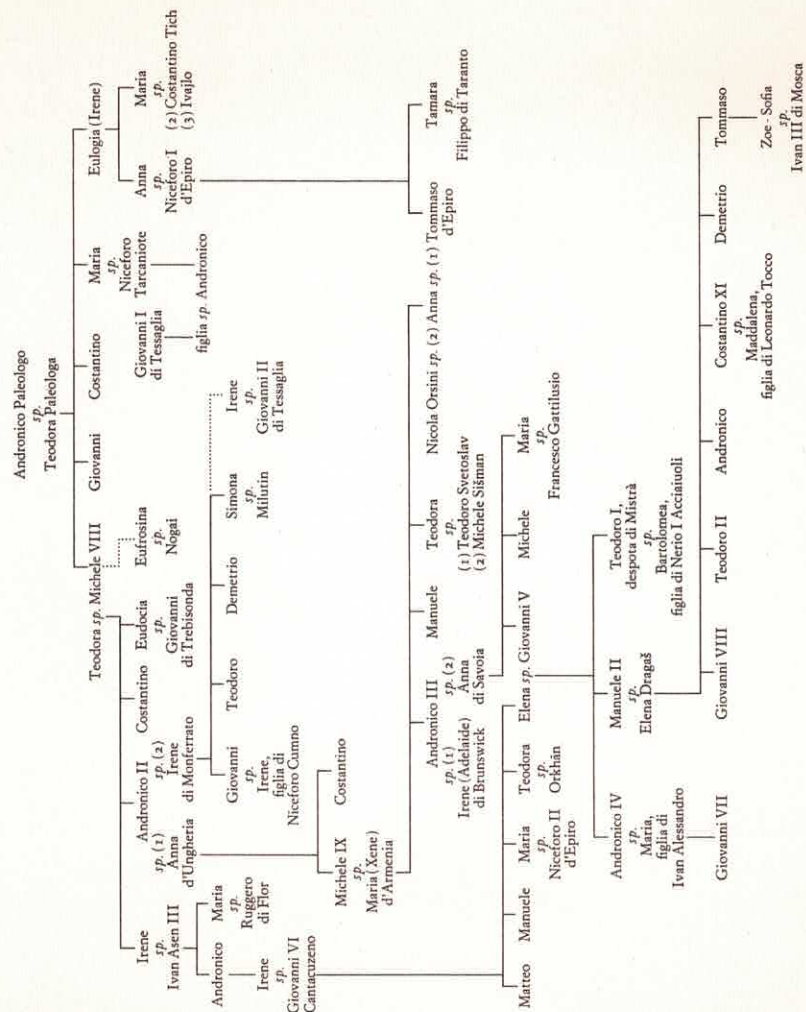 Andronico Paleologo
sp.
Teodora Paleologa
Teodora sp. Michele VIII
Giovanni
Costantino
Maria
sp.
Niceforo
Tarcaniote
Eulogia (Irene)
Eufrosina
sp.
Nogai
Giovanni I
di Tessaglia
figlia sp. Andronico
Anna
sp.
Niceforo I
d'Epiro
Maria
sp.
(2) Costantino Tich
(3) Ivajlo
Irene
sp.
Ivan Asen III
Andronico II
sp. (1)
Anna
d'Ungheria
sp. (2)
Irene
di Monferrato
Costantino
Eudocia
sp.
Giovanni
di Trebisonda
Andronico
Maria
sp.
Ruggero
di Flor
Irene
sp.
Giovanni VI
Cantacuzeno
Giovanni
sp.
Irene,
figlia di
Niceforo Cumno
Teodoro
Demetrio
Simona
sp.
Milutin
Irene
sp.
Giovanni II
di Tessaglia
Michele IX
sp.
Maria (Xene)
d'Armenia
Costantino
Tommaso
d'Epiro
Tamara
sp.
Filippo di Taranto
Andronico III
sp. (1)
Irene (Adelaide)
di Brunswick
sp. (2)
Anna
di Savoia
Manuele
Teodora
sp.
(1) Teodoro Svetoslav
(2) Michele Sišman
Nicola Orsini sp. (2) Anna sp. (1) Tommaso
d'Epiro
Matteo
Manuele
Maria
sp.
Niceforo II
d'Epiro
Teodora
sp.
Orkhān
Elena sp. Giovanni V
Michele
Maria
sp.
Francesco Gattilusio
Andronico IV
sp.
Maria,
figlia di
Ivan Alessandro
Manuele II
sp.
Elena Dragaš
Teodoro I,
despota di Mistrà
sp.
Bartolomea,
figlia di Nerio I Acciaiuoli
Giovanni VII
Giovanni VIII
Teodoro II
Andronico
Costantino XI
sp.
Maddalena,
figlia di Leonardo Tocco
Demetrio
Tommaso
Zoe - Sofia
sp.
Ivan III di Mosca